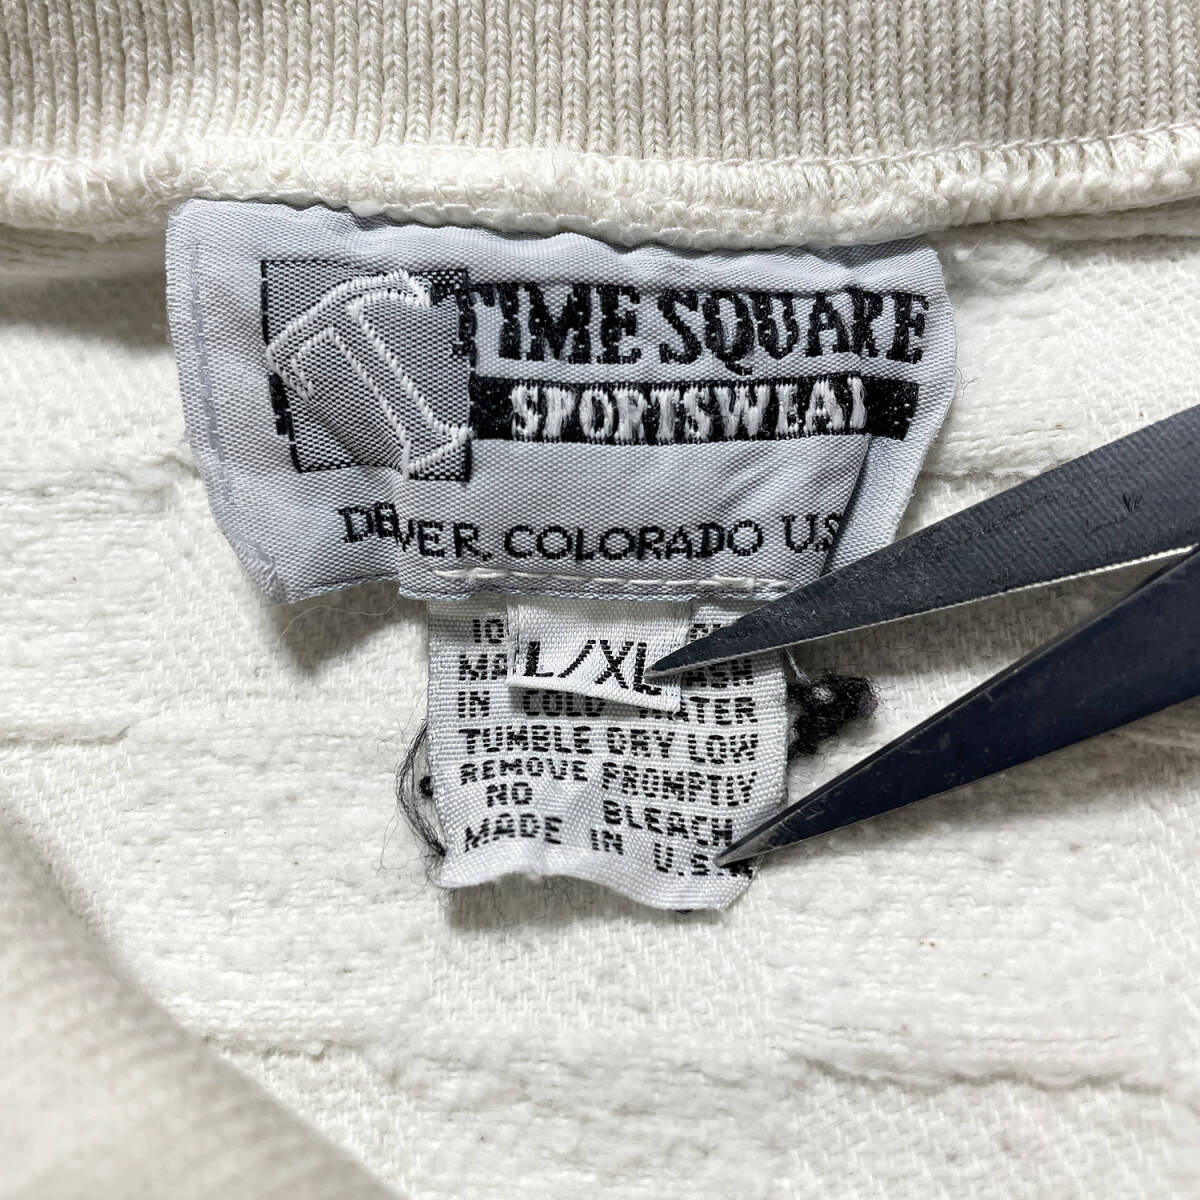 T
TIME SQUARE
SPORTSWEAR
DENVER, COLORADO U.S
L/XL
IN COLD WATER
TUMBLE DRY LOW
REMOVE PROMPTLY
NO BLEACH
MADE IN U.S.A